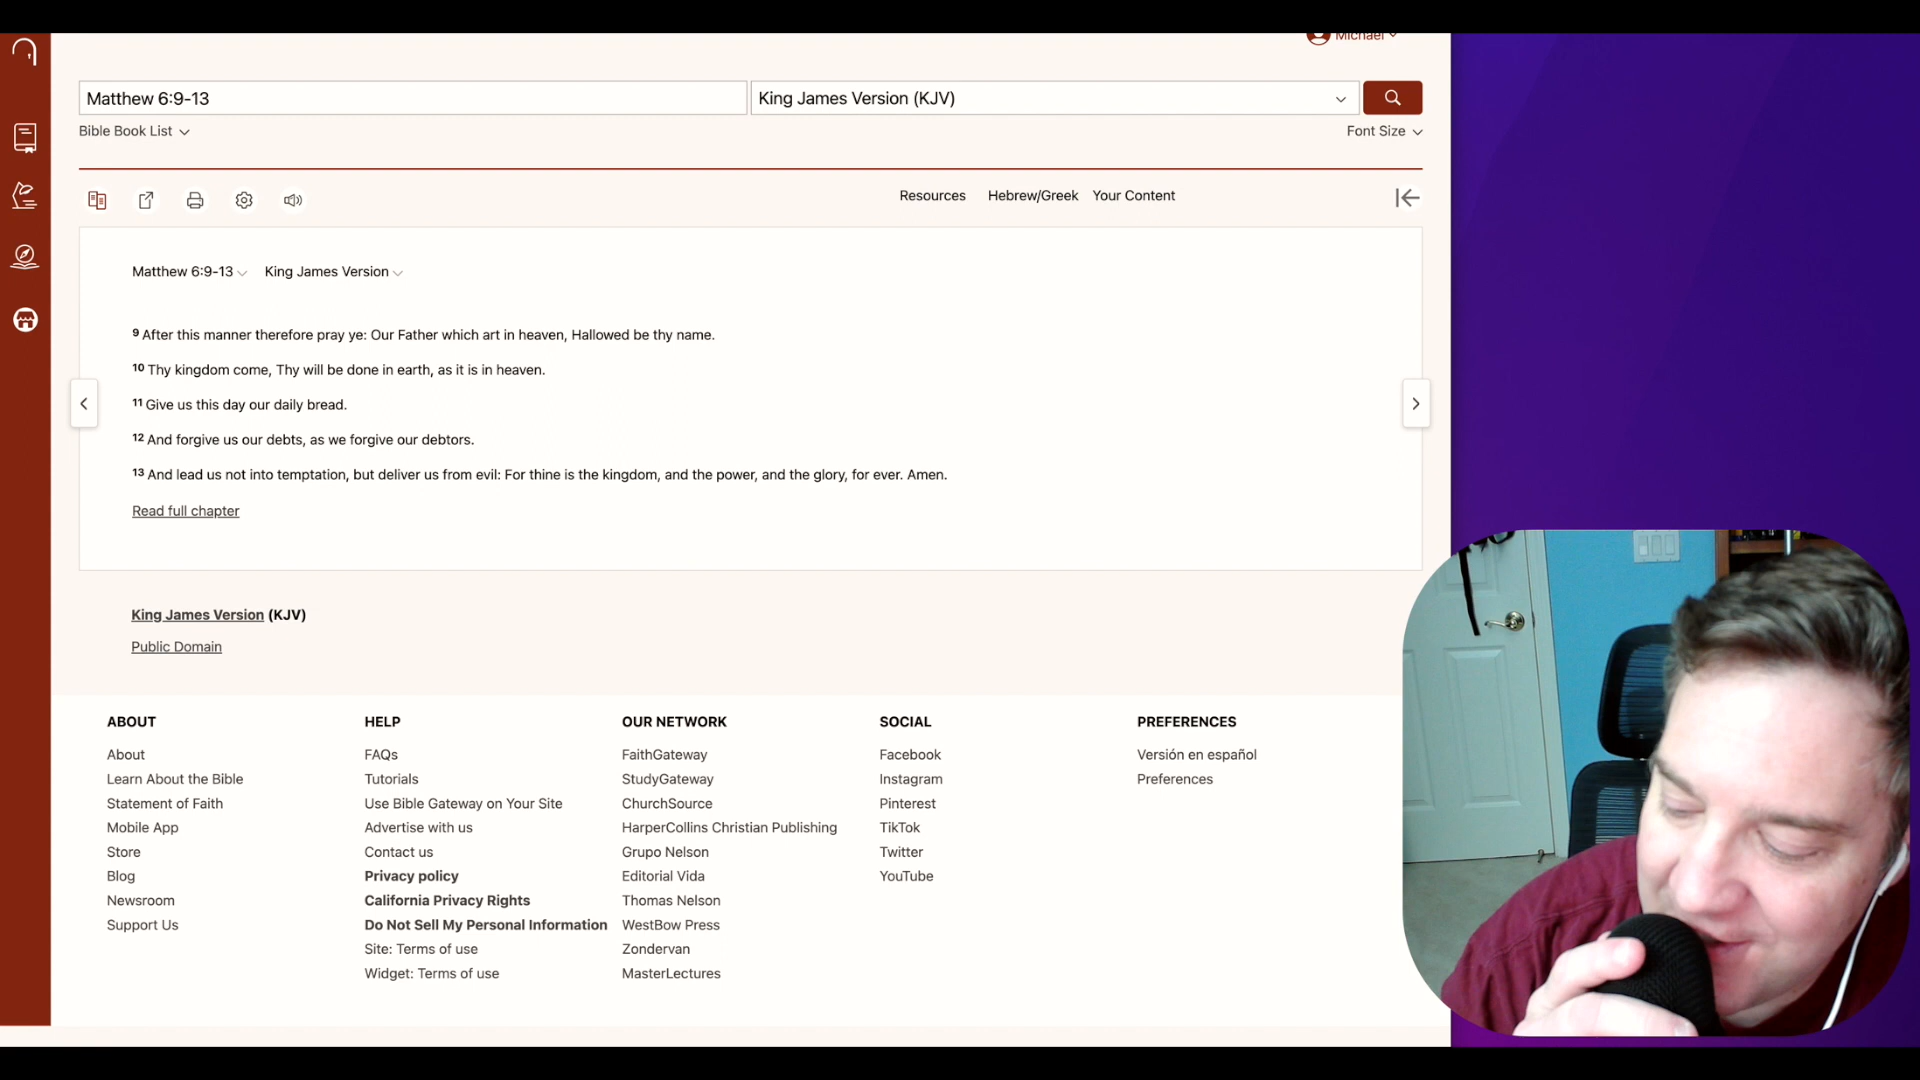 Michael
Matthew 6:9-13
King James Version (KJV)
Bible Book List
Font Size
Resources
Hebrew/Greek
Your Content
Matthew 6:9-13
King James Version
9 After this manner therefore pray ye: Our Father which art in heaven, Hallowed be thy name.
10 Thy kingdom come, Thy will be done in earth, as it is in heaven.
11 Give us this day our daily bread.
12 And forgive us our debts, as we forgive our debtors.
13 And lead us not into temptation, but deliver us from evil: For thine is the kingdom, and the power, and the glory, for ever. Amen.
Read full chapter
King James Version (KJV)
Public Domain
ABOUT
About
Learn About the Bible
Statement of Faith
Mobile App
Store
Blog
Newsroom
Support Us
HELP
FAQs
Tutorials
Use Bible Gateway on Your Site
Advertise with us
Contact us
Privacy policy
California Privacy Rights
Do Not Sell My Personal Information
Site: Terms of use
Widget: Terms of use
OUR NETWORK
FaithGateway
StudyGateway
ChurchSource
HarperCollins Christian Publishing
Grupo Nelson
Editorial Vida
Thomas Nelson
WestBow Press
Zondervan
MasterLectures
SOCIAL
Facebook
Instagram
Pinterest
TikTok
Twitter
YouTube
PREFERENCES
Versión en español
Preferences